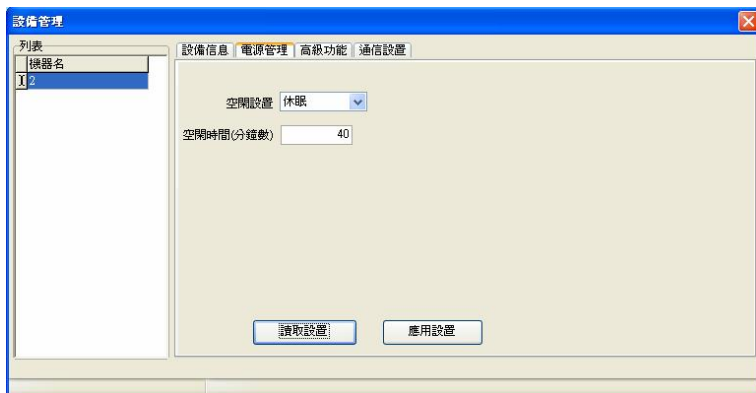 設備管理
列表
機器名
2
設備信息 電源管理 高級功能 通信設置
空閑設置 休眠
空閑時間(分鐘數) 40
讀取設置 應用設置